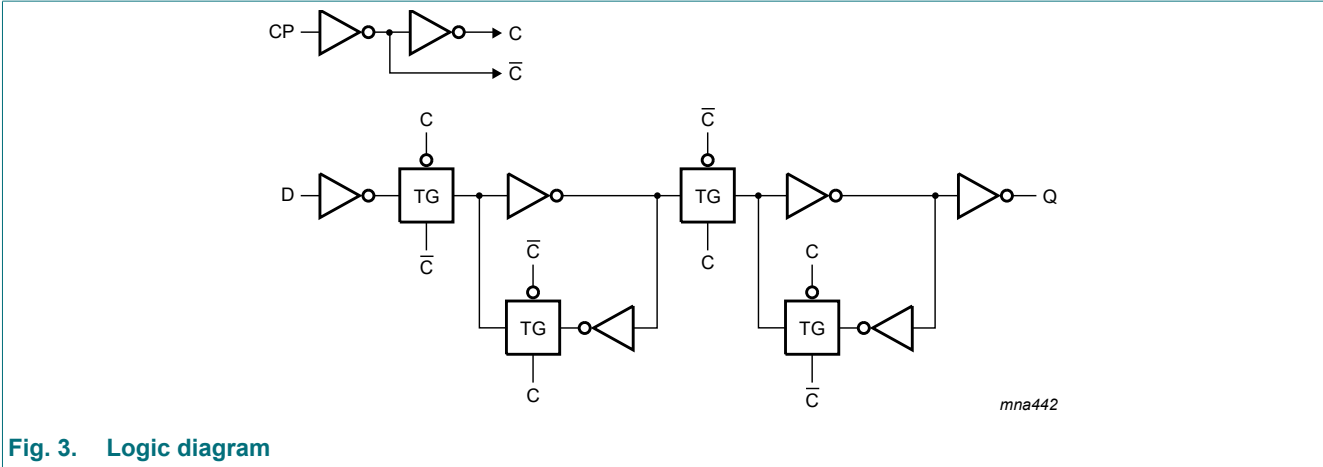 CP
C
C̅
C
C̅
D
TG
TG
Q
C̅
C̅
C
C
TG
TG
C
C̅
mna442
Fig. 3. Logic diagram